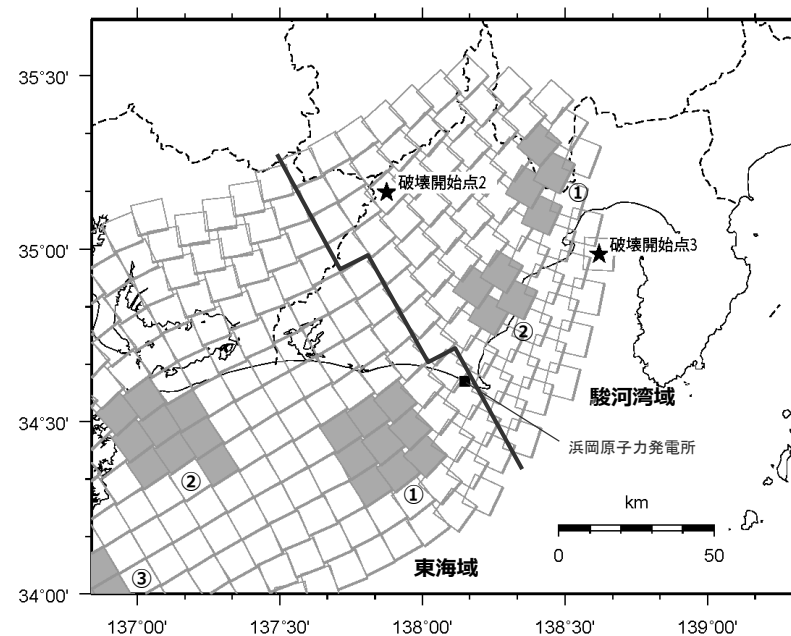 35°30'
35°00'
34°30'
34°00'
137°00'
137°30'
138°00'
138°30'
139°00'
破壊開始点2
①
破壊開始点3
②
駿河湾域
浜岡原子力発電所
②
①
km
0
50
③
東海域